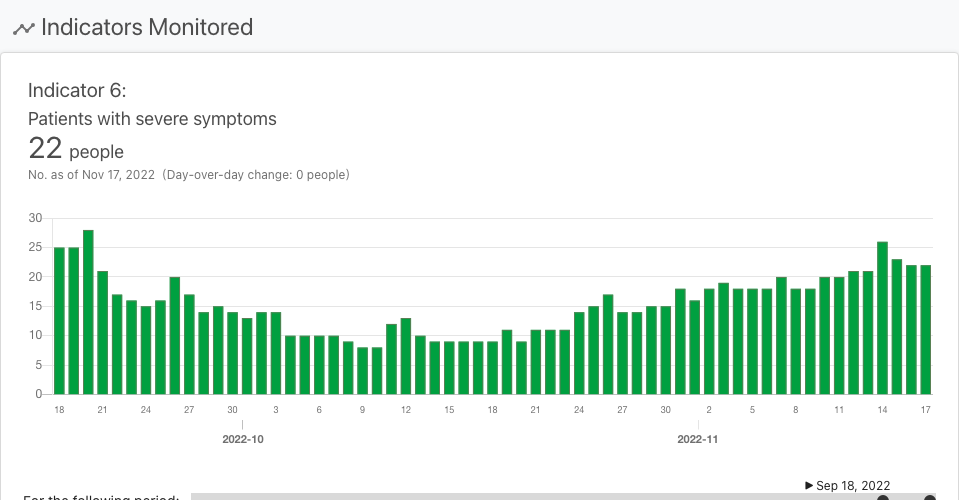 Indicators Monitored
Indicator 6:
Patients with severe symptoms
22 people
No. as of Nov 17, 2022 (Day-over-day change: 0 people)
30
25
20
15
10
5
0
18 21 24 27 30 3 6 9 12 15 18 21 24 27 30 2 5 8 11 14 17
2022-10 2022-11
Sep 18, 2022
For the following period: